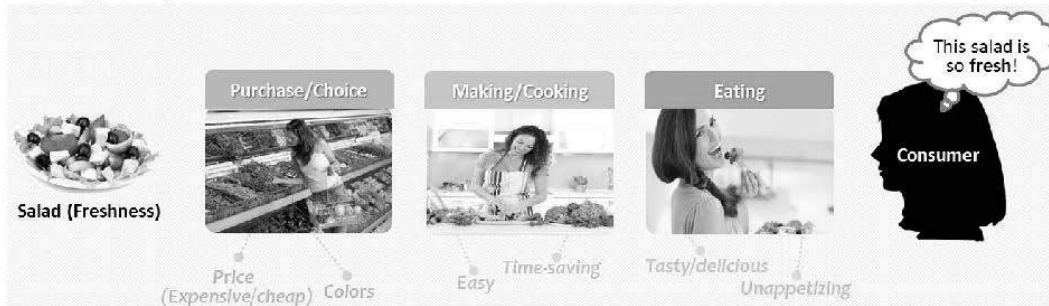 This salad is
so fresh!
Purchase/Choice
Making/Cooking
Eating
Consumer
Salad (Freshness)
Price
(Expensive/cheap)
Colors
Easy
Time-saving
Tasty/delicious
Unappetizing